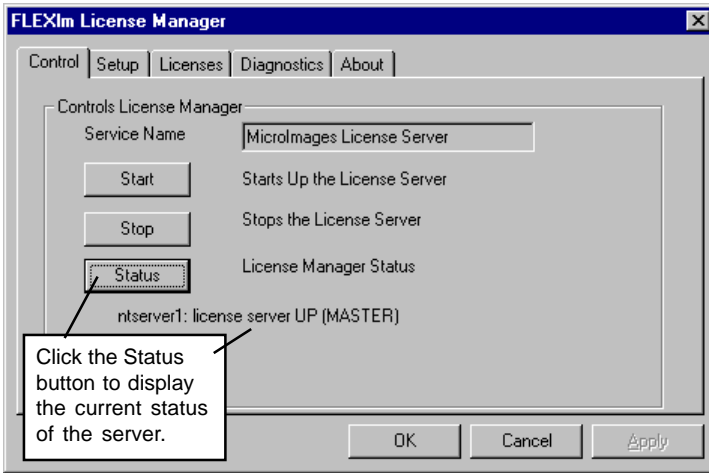 FLEXlm License Manager
Control Setup Licenses Diagnostics About
Controls License Manager
Service Name MicroImages License Server
Start Starts Up the License Server
Stop Stops the License Server
Status License Manager Status
ntserver1: license server UP (MASTER)
Click the Status
button to display
the current status
of the server.
OK Cancel Apply